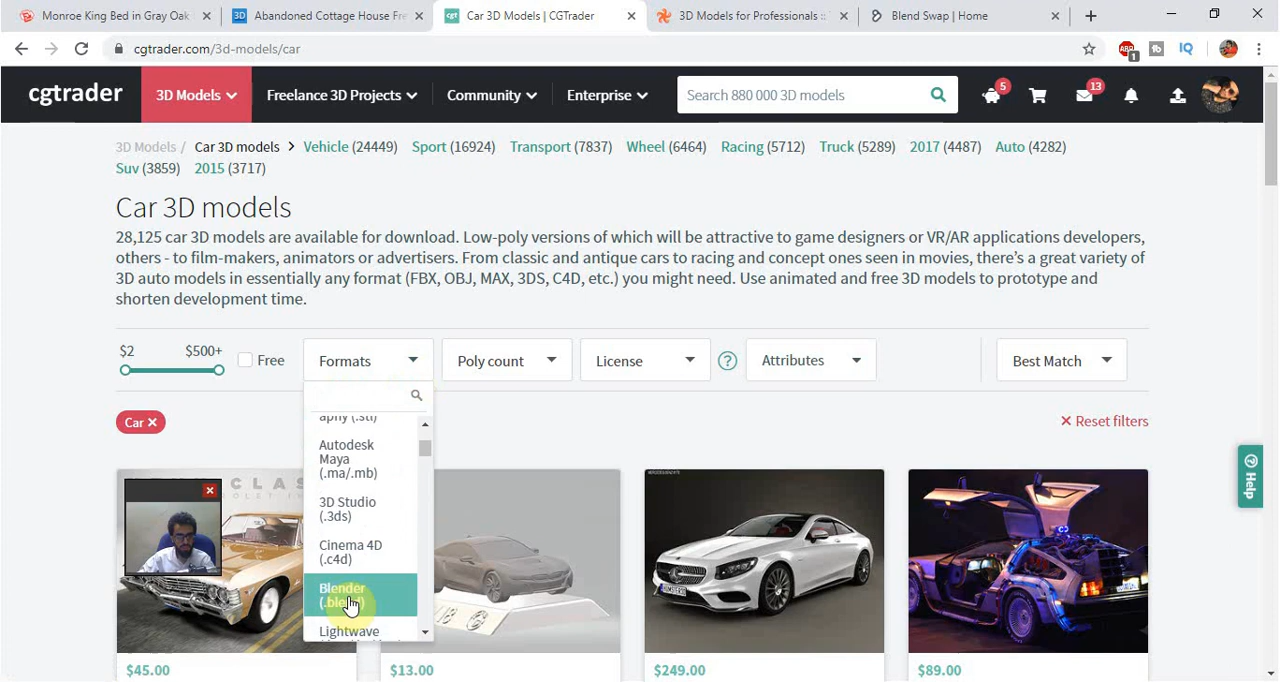 Monroe King Bed in Gray Oak
Abandoned Cottage House Fre
Car 3D Models | CGTrader
3D Models for Professionals ::
Blend Swap | Home
cgtrader.com/3d-models/car
cgtrader
3D Models
Freelance 3D Projects
Community
Enterprise
Search 880 000 3D models
5
13
3D Models / Car 3D models > Vehicle (24449) Sport (16924) Transport (7837) Wheel (6464) Racing (5712) Truck (5289) 2017 (4487) Auto (4282)
Suv (3859) 2015 (3717)
Car 3D models
28,125 car 3D models are available for download. Low-poly versions of which will be attractive to game designers or VR/AR applications developers,
others - to film-makers, animators or advertisers. From classic and antique cars to racing and concept ones seen in movies, there's a great variety of
3D auto models in essentially any format (FBX, OBJ, MAX, 3DS, C4D, etc.) you might need. Use animated and free 3D models to prototype and
shorten development time.
$2 $500+
Free
Formats
Poly count
License
Attributes
Best Match
Car ×
× Reset filters
aphy (.stl)
Autodesk
Maya
(.ma/.mb)
3D Studio
(.3ds)
Cinema 4D
(.c4d)
Blender
(.blend)
Lightwave
Help
$45.00
$13.00
$249.00
$89.00